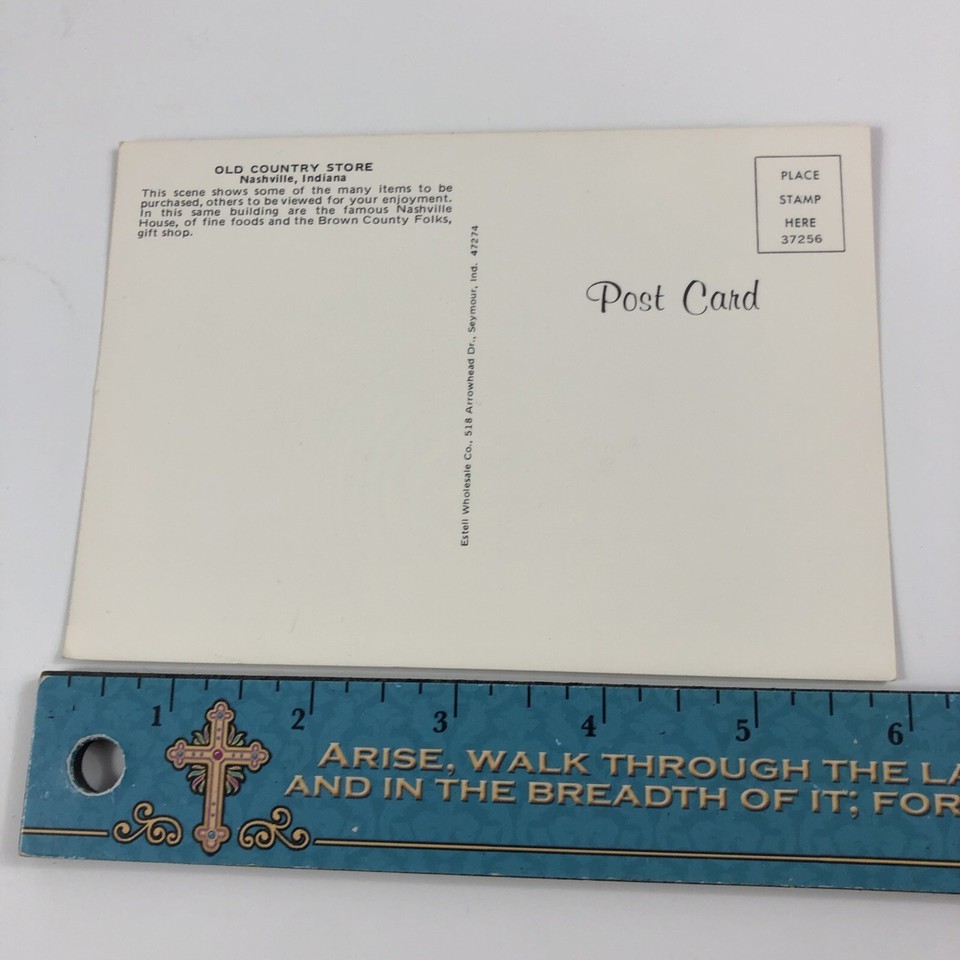 OLD COUNTRY STORE
Nashville, Indiana
This scene shows some of the many items to be
purchased, others to be viewed for your enjoyment.
In this same building are the famous Nashville
House, of fine foods and the Brown County Folks,
gift shop.
Estell Wholesale Co., 518 Arrowhead Dr., Seymour, Ind. 47274
PLACE
STAMP
HERE
37256
Post Card
1 2 3 4 5 6
ARISE, WALK THROUGH THE LA
AND IN THE BREADTH OF IT; FOR